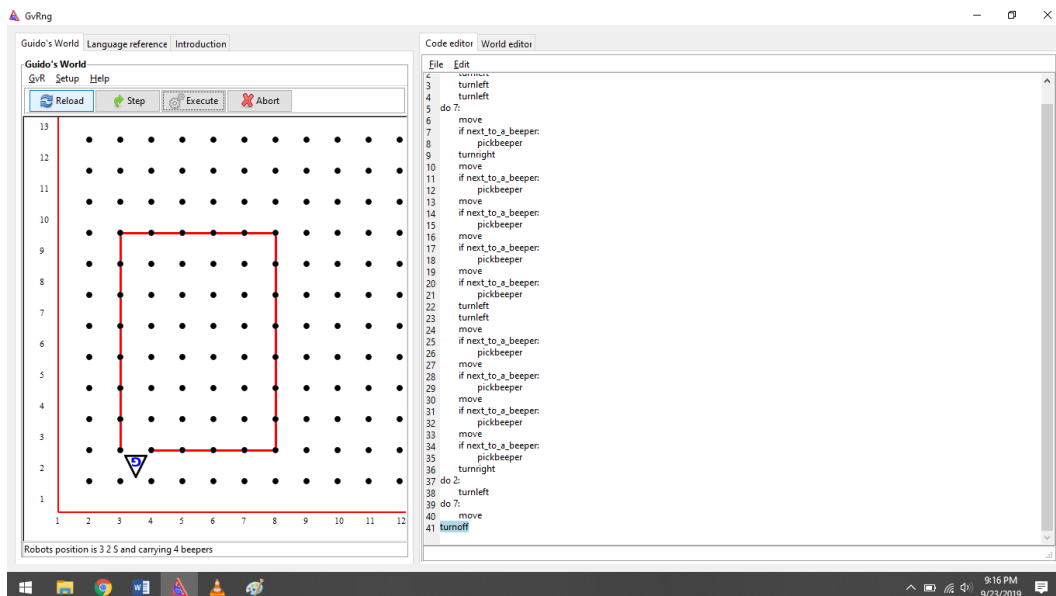 GvRng
Guido's World Language reference Introduction
Guido's World
GvR Setup Help
Reload Step Execute Abort
13
12
11
10
9
8
7
6
5
4
3
2
1
G
1 2 3 4 5 6 7 8 9 10 11 12
Robots position is 3 2 S and carrying 4 beepers
Code editor World editor
File Edit
2 turnleft
3 turnleft
4 turnleft
5 do 7:
6 move
7 if next_to_a_beeper:
8 pickbeeper
9 turnright
10 move
11 if next_to_a_beeper:
12 pickbeeper
13 move
14 if next_to_a_beeper:
15 pickbeeper
16 move
17 if next_to_a_beeper:
18 pickbeeper
19 move
20 if next_to_a_beeper:
21 pickbeeper
22 turnleft
23 turnleft
24 move
25 if next_to_a_beeper:
26 pickbeeper
27 move
28 if next_to_a_beeper:
29 pickbeeper
30 move
31 if next_to_a_beeper:
32 pickbeeper
33 move
34 if next_to_a_beeper:
35 pickbeeper
36 turnright
37 do 2:
38 turnleft
39 do 7:
40 move
41 turnoff
9:16 PM
9/23/2019